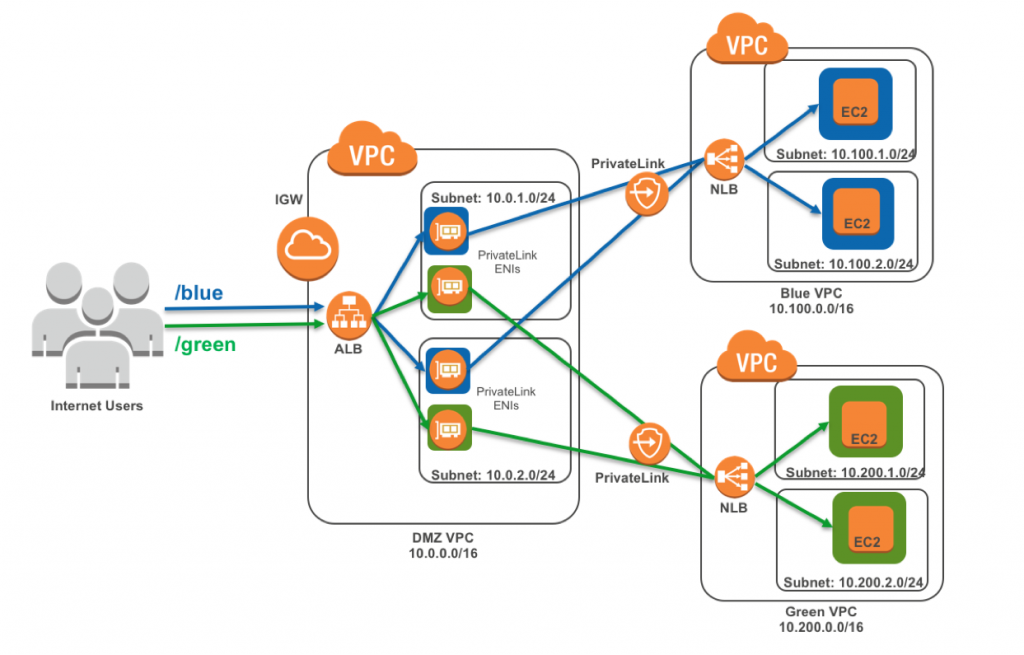 /blue
/green
Internet Users
IGW
ALB
VPC
Subnet: 10.0.1.0/24
PrivateLink
ENIs
PrivateLink
ENIs
Subnet: 10.0.2.0/24
DMZ VPC
10.0.0.0/16
PrivateLink
VPC
NLB
EC2
Subnet: 10.100.1.0/24
EC2
Subnet: 10.100.2.0/24
Blue VPC
10.100.0.0/16
PrivateLink
VPC
NLB
EC2
Subnet: 10.200.1.0/24
EC2
Subnet: 10.200.2.0/24
Green VPC
10.200.0.0/16